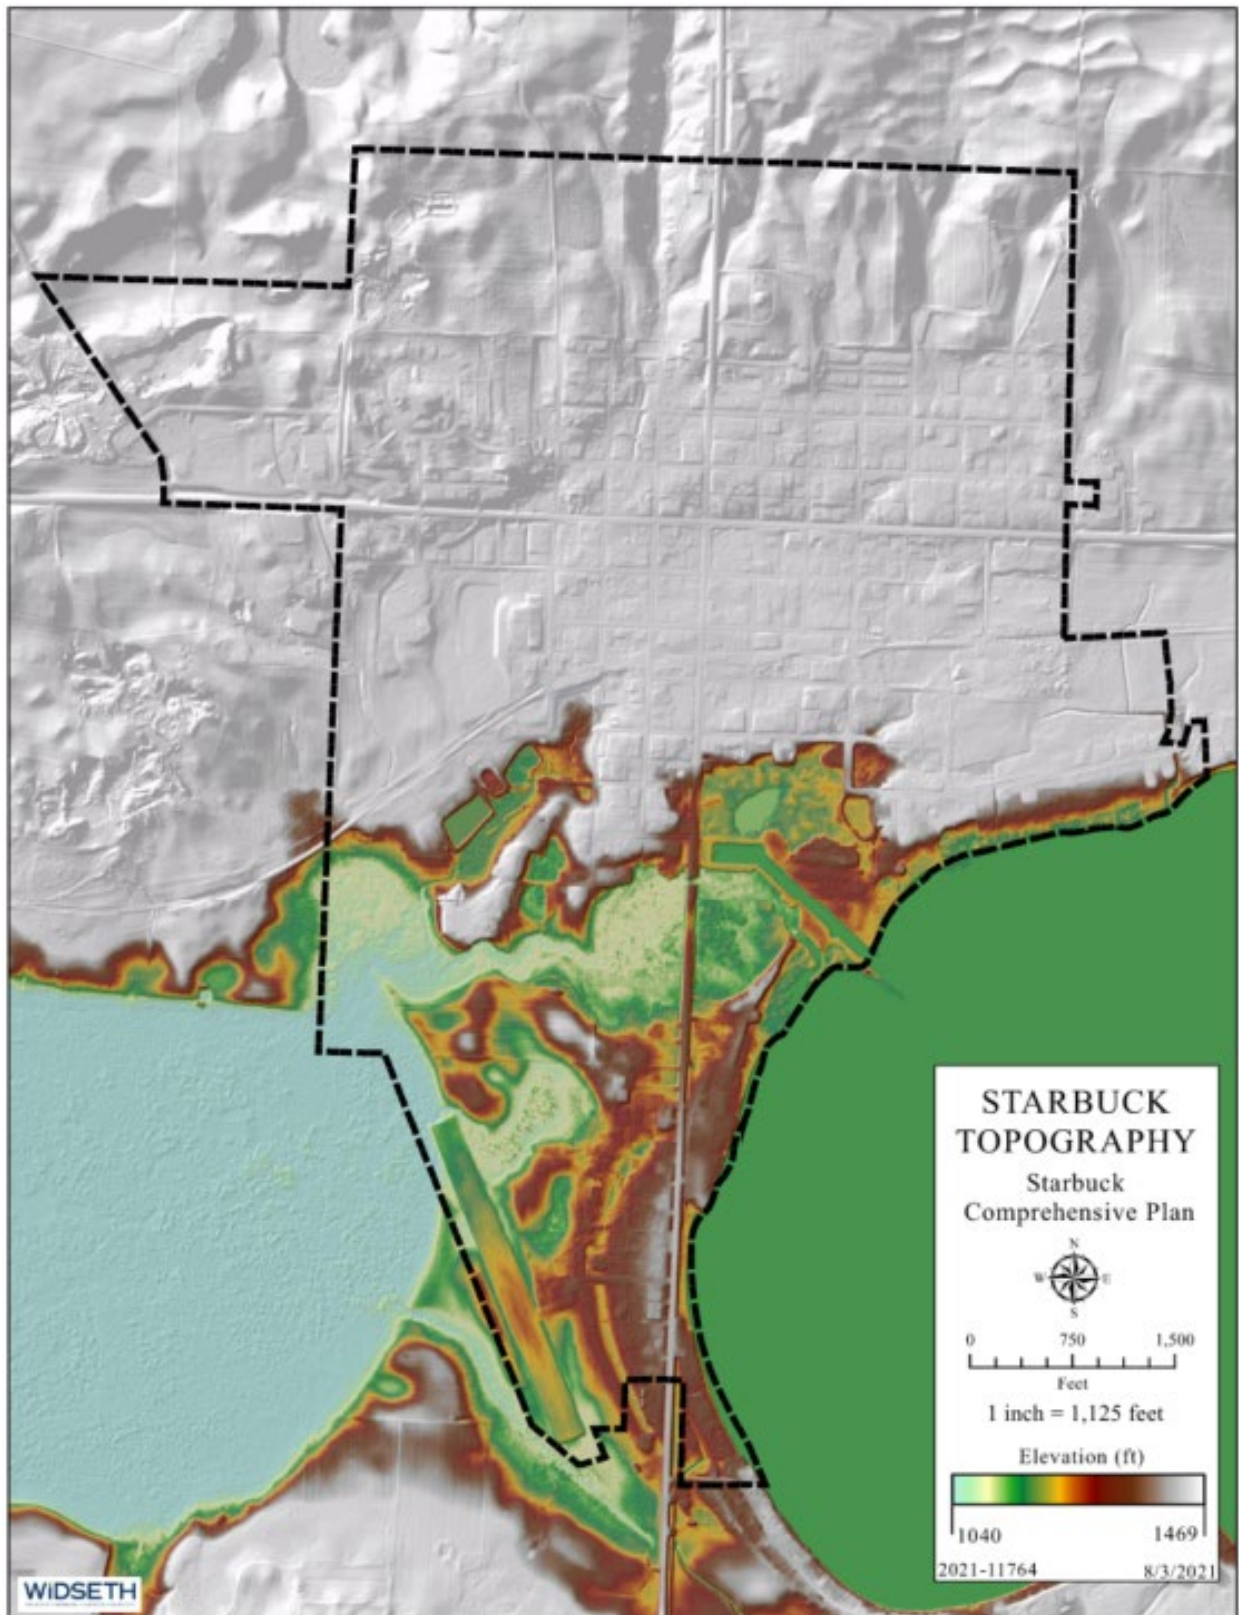 STARBUCK
TOPOGRAPHY
Starbuck
Comprehensive Plan
N
W E
S
0 750 1,500
Feet
1 inch = 1,125 feet
Elevation (ft)
1040 1469
2021-11764 8/3/2021
WiDSETH